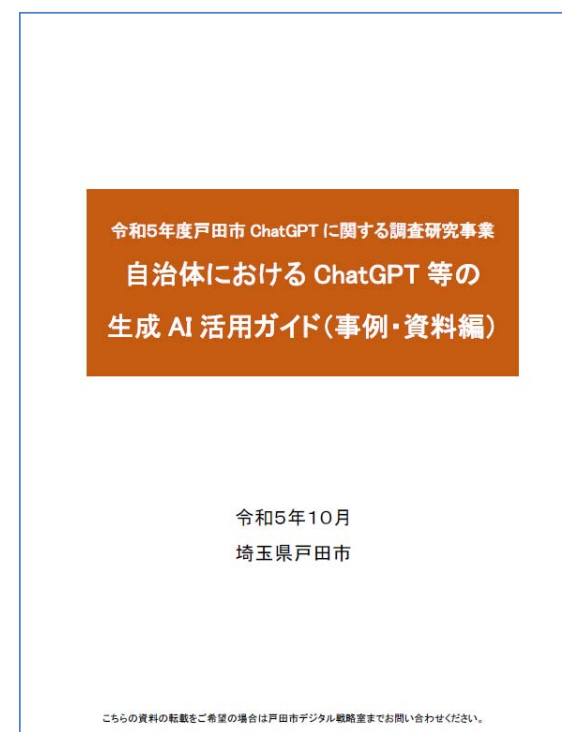 令和5年度戸田市 ChatGPT に関する調査研究事業
自治体における ChatGPT 等の
生成 AI 活用ガイド（事例・資料編）
令和5年10月
埼玉県戸田市
こちらの資料の転載をご希望の場合は戸田市デジタル戦略室までお問い合わせください。